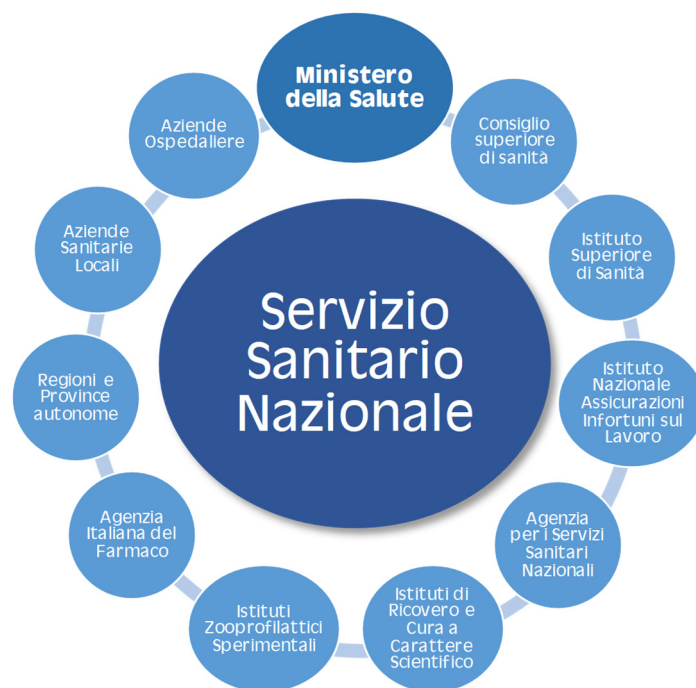 Ministero
della Salute
Consiglio
superiore
di sanità
Istituto
Superiore
di Sanità
Istituto
Nazionale
Assicurazioni
Infortuni sul
Lavoro
Agenzia
per i Servizi
Sanitari
Nazionali
Istituti di
Ricovero e
Cura a
Carattere
Scientifico
Istituti
Zooprofilattici
Sperimentali
Agenzia
Italiana del
Farmaco
Regioni e
Province
autonome
Aziende
Sanitarie
Locali
Aziende
Ospedaliere
Servizio
Sanitario
Nazionale